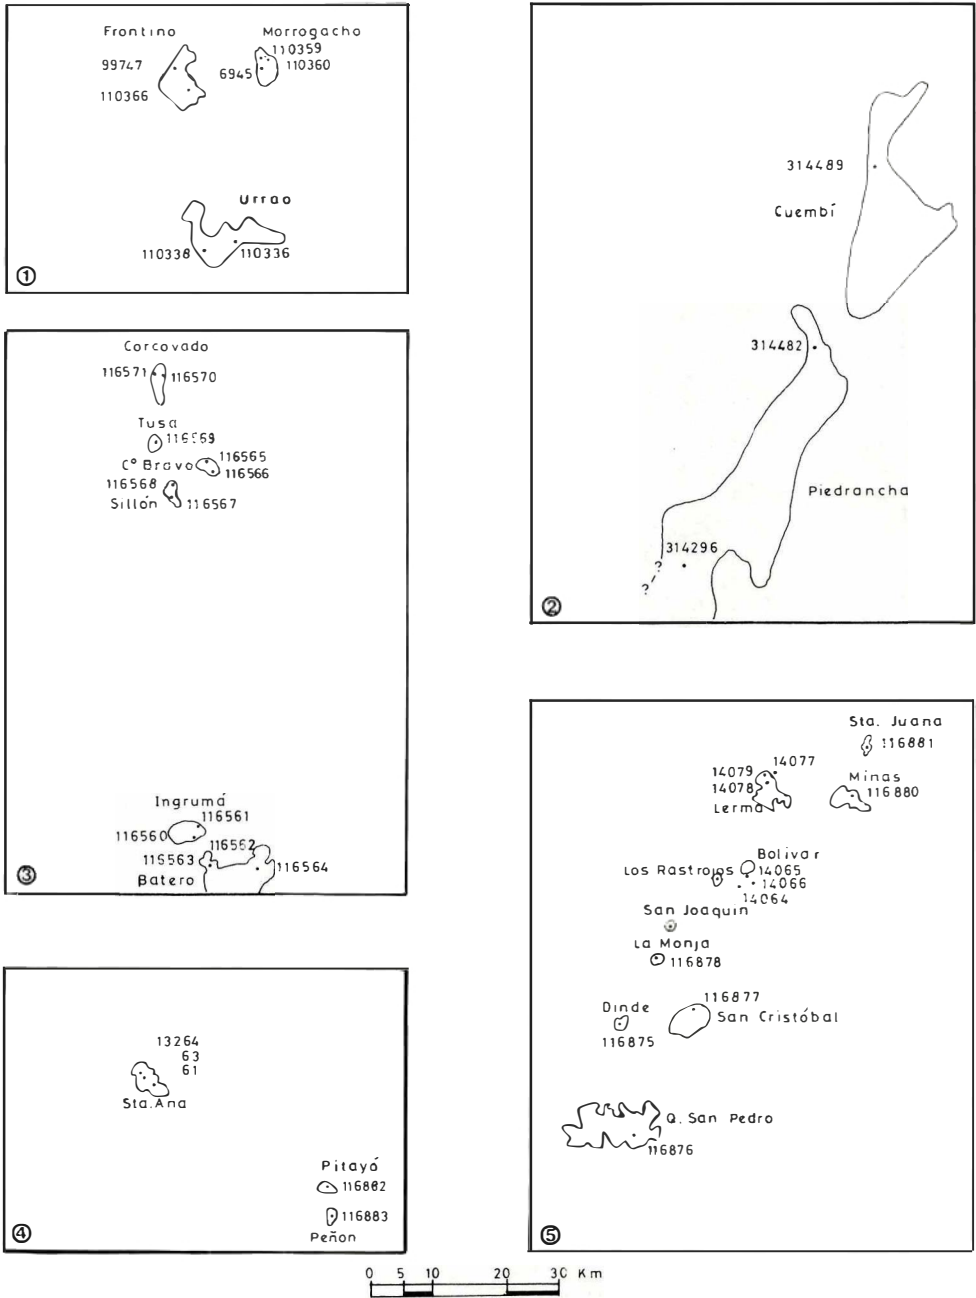 Frontino
Morrogacho
110359
99747
6945
110360
110366
Urrao
110338
110336
①
314489
Cuembí
314482
Piedrancha
314296
?
?
②
Corcovado
116571
116570
Tusa
116569
C° Bravo
116565
116566
116568
Sillón
116567
Ingrumá
116561
116560
116562
116563
116564
Batero
③
13264
63
61
Sta. Ana
Pitayó
116882
116883
Peñon
④
Sta. Juana
116881
14077
14079
14078
Lerma
Minas
116880
Bolivar
Los Rastrojos
14065
14066
14064
San Joaquin
La Monja
116878
116877
Dinde
San Cristóbal
116875
Q. San Pedro
116876
⑤
0 5 10 20 30 Km